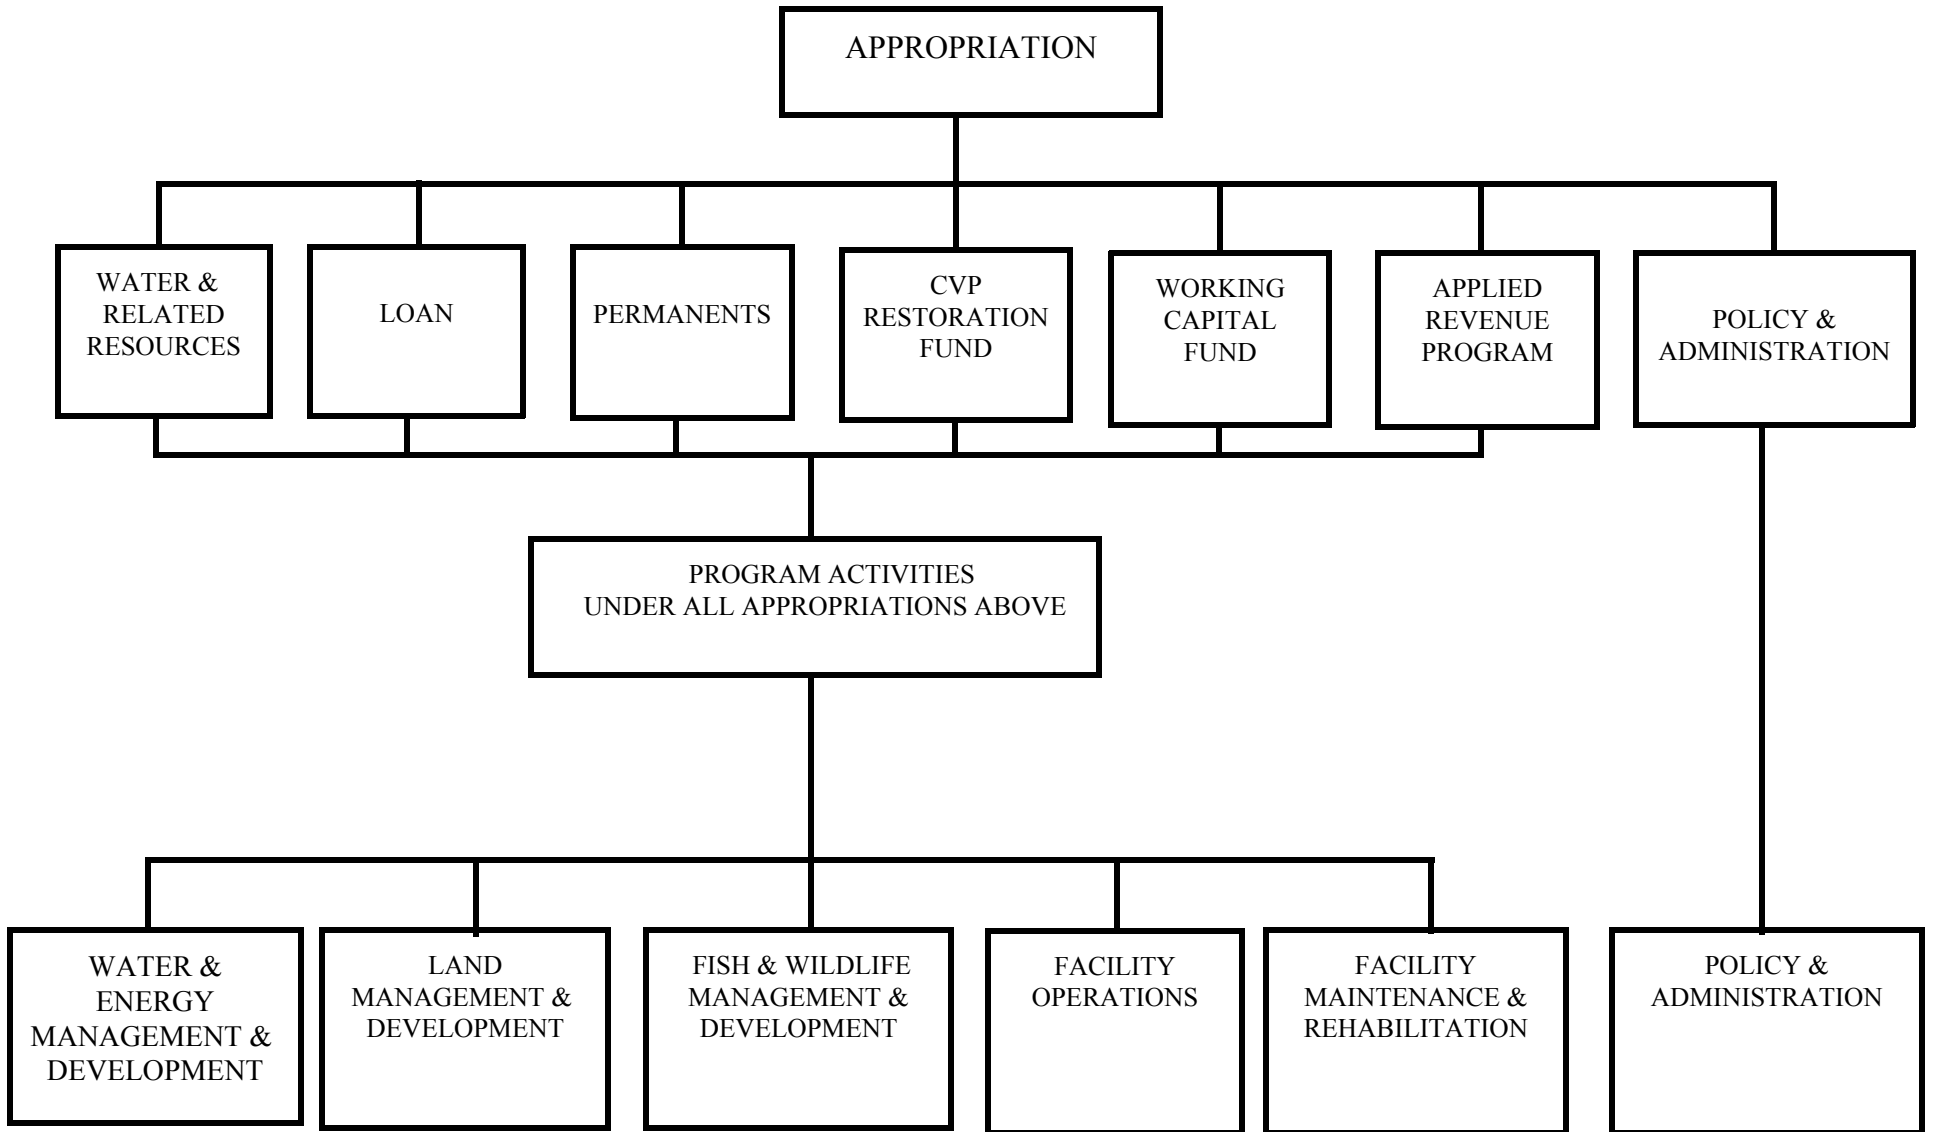 APPROPRIATION
WATER &
RELATED
RESOURCES
LOAN
PERMANENTS
CVP
RESTORATION
FUND
WORKING
CAPITAL
FUND
APPLIED
REVENUE
PROGRAM
POLICY &
ADMINISTRATION
PROGRAM ACTIVITIES
UNDER ALL APPROPRIATIONS ABOVE
WATER &
ENERGY
MANAGEMENT &
DEVELOPMENT
LAND
MANAGEMENT &
DEVELOPMENT
FISH & WILDLIFE
MANAGEMENT &
DEVELOPMENT
FACILITY
OPERATIONS
FACILITY
MAINTENANCE &
REHABILITATION
POLICY &
ADMINISTRATION